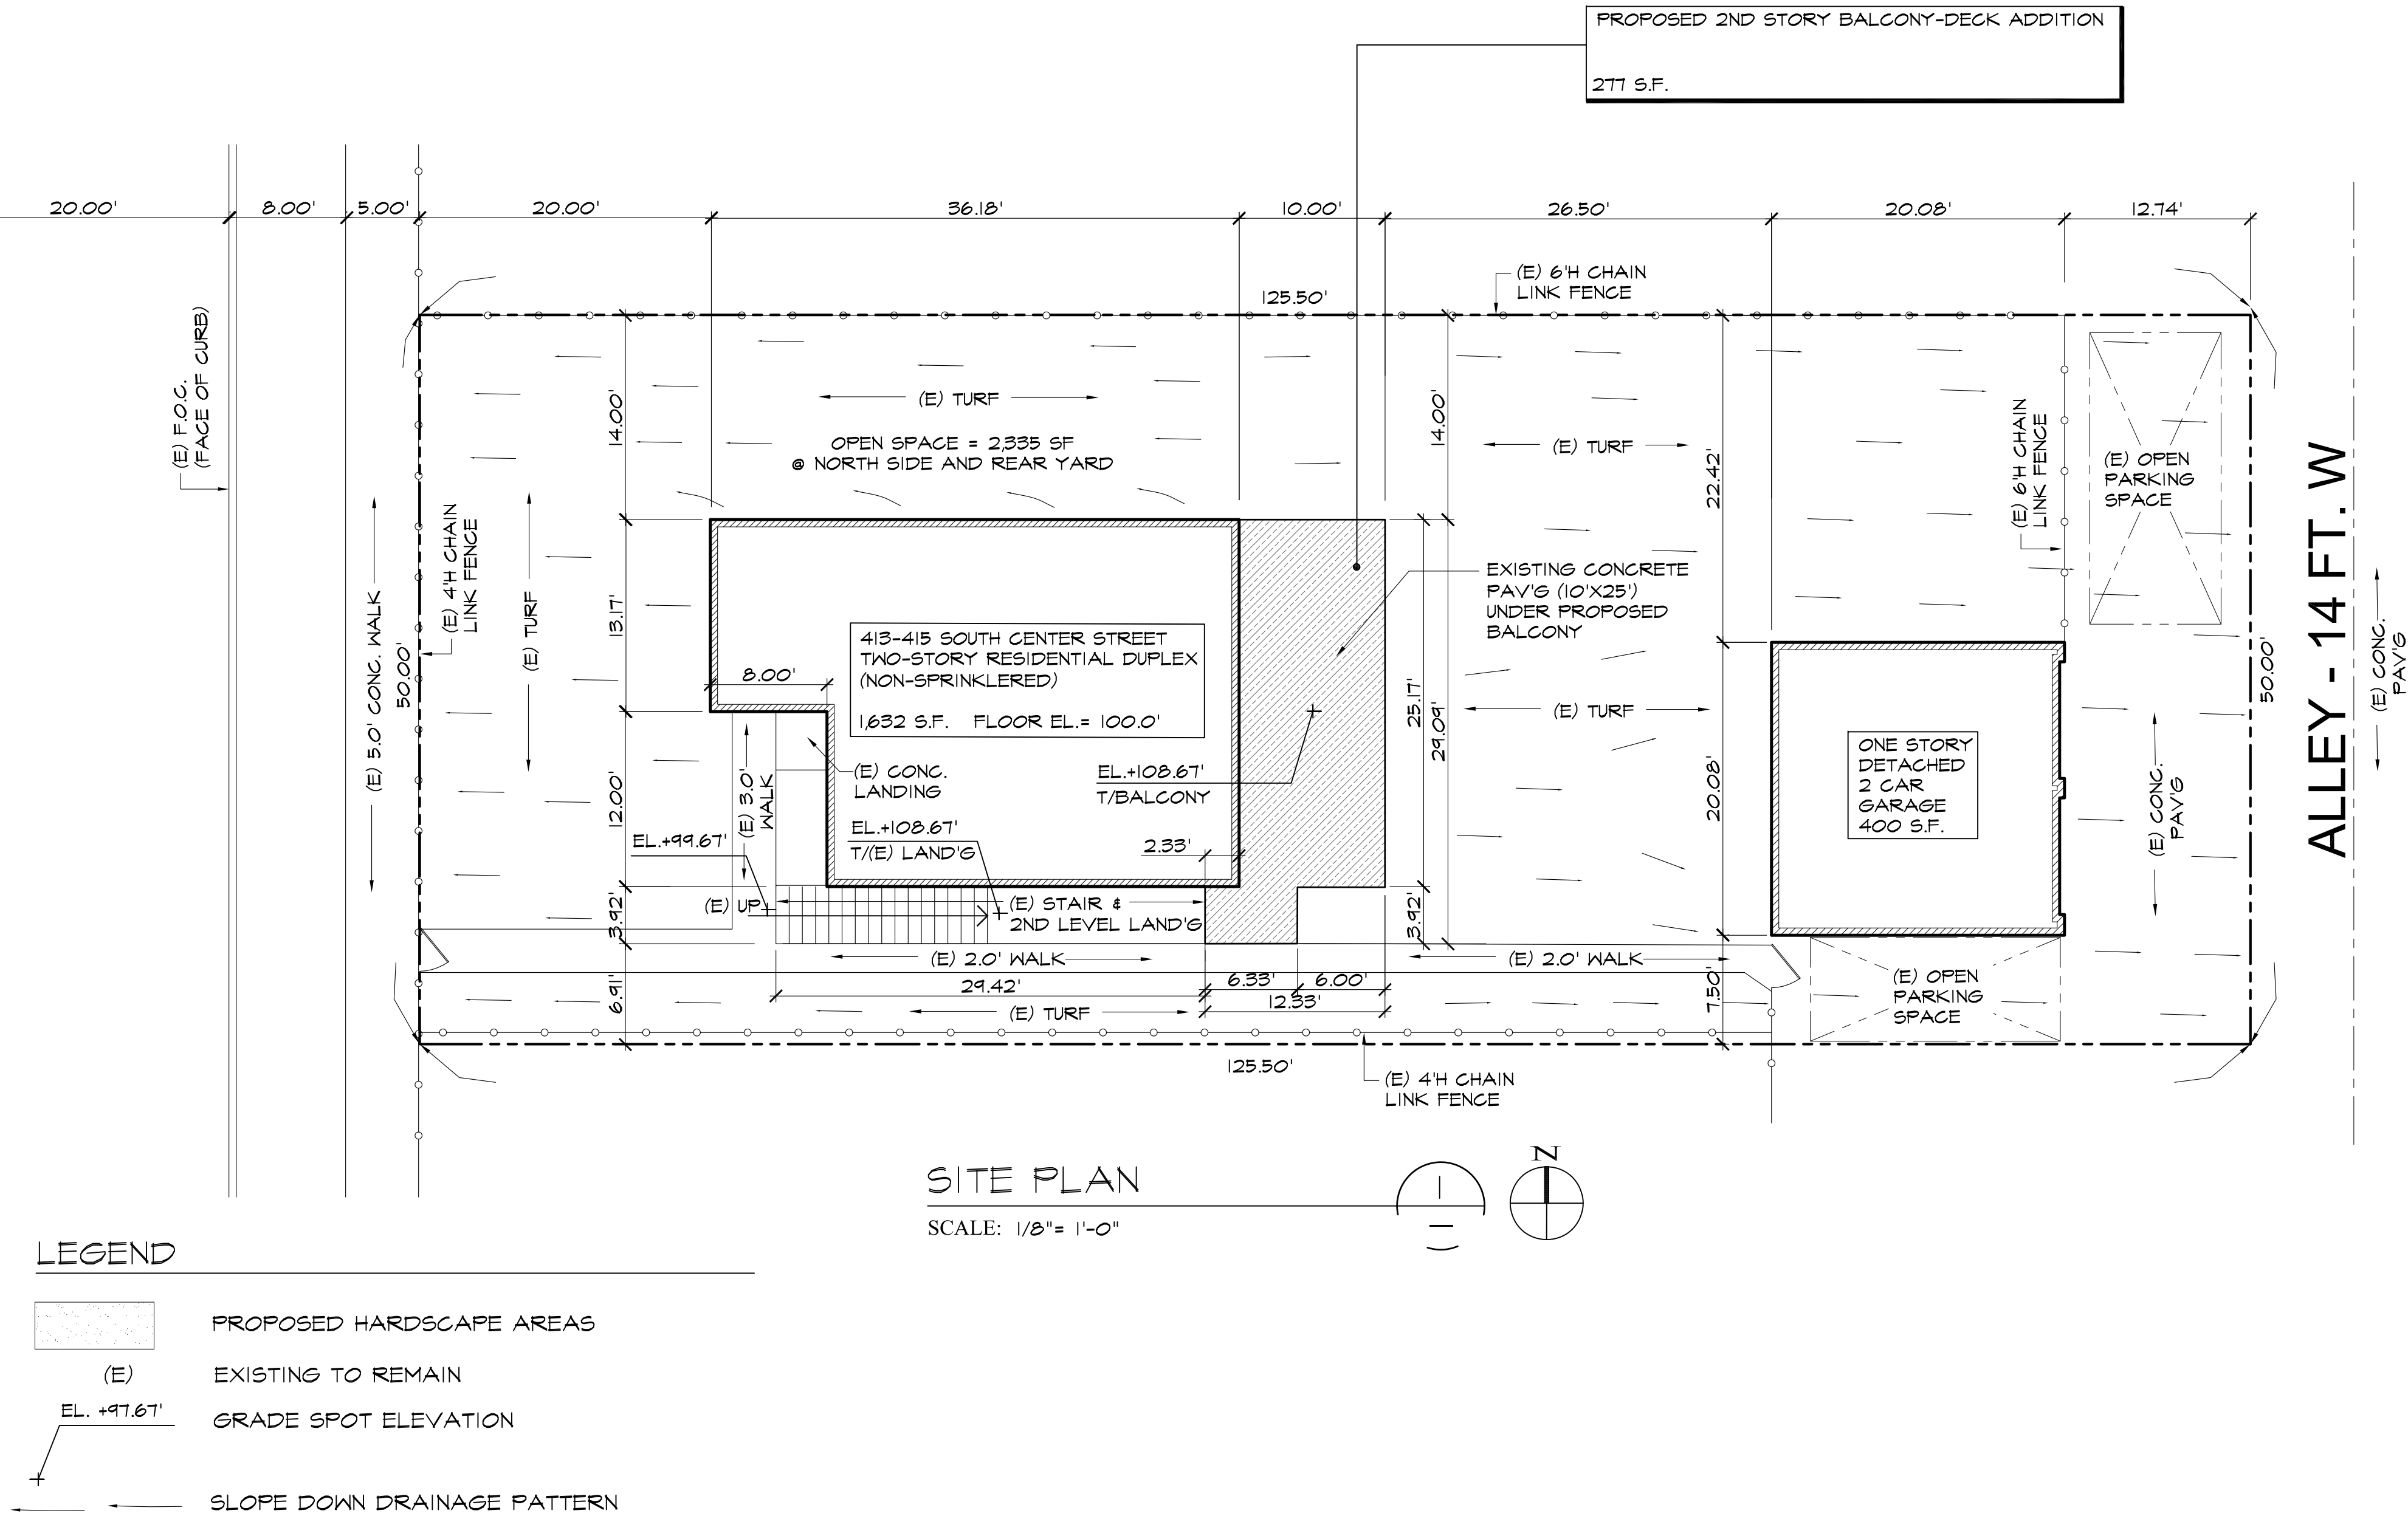 PROPOSED 2ND STORY BALCONY-DECK ADDITION
277 S.F.
20.00'
8.00'
5.00'
20.00'
36.18'
10.00'
26.50'
20.08'
12.74'
(E) 6'H CHAIN
LINK FENCE
125.50'
(E) F.O.C.
(FACE OF CURB)
(E) 5.0' CONC. WALK
50.00'
(E) 4'H CHAIN
LINK FENCE
(E) TURF
14.00'
13.17'
12.00'
3.92'
6.91'
(E) TURF
OPEN SPACE = 2,335 SF
@ NORTH SIDE AND REAR YARD
14.00'
(E) TURF
22.42'
(E) 6'H CHAIN
LINK FENCE
(E) OPEN
PARKING
SPACE
ALLEY - 14 FT. W
(E) CONC.
PAV'G
50.00'
EXISTING CONCRETE
PAV'G (10'X25')
UNDER PROPOSED
BALCONY
413-415 SOUTH CENTER STREET
TWO-STORY RESIDENTIAL DUPLEX
(NON-SPRINKLERED)
1,632 S.F. FLOOR EL.= 100.0'
8.00'
25.17'
29.09'
(E) TURF
20.08'
ONE STORY
DETACHED
2 CAR
GARAGE
400 S.F.
(E) CONC.
PAV'G
(E) 3.0'
WALK
(E) CONC.
LANDING
EL.+108.67'
T/BALCONY
EL.+99.67'
EL.+108.67'
T/(E) LAND'G
2.33'
(E) UP
(E) STAIR &
2ND LEVEL LAND'G
3.92'
(E) 2.0' WALK
(E) 2.0' WALK
29.42'
6.33'
6.00'
12.33'
(E) TURF
7.50'
(E) OPEN
PARKING
SPACE
125.50'
(E) 4'H CHAIN
LINK FENCE
SITE PLAN
SCALE: 1/8"= 1'-0"
1
-
N
LEGEND
PROPOSED HARDSCAPE AREAS
(E) EXISTING TO REMAIN
EL. +97.67' GRADE SPOT ELEVATION
SLOPE DOWN DRAINAGE PATTERN